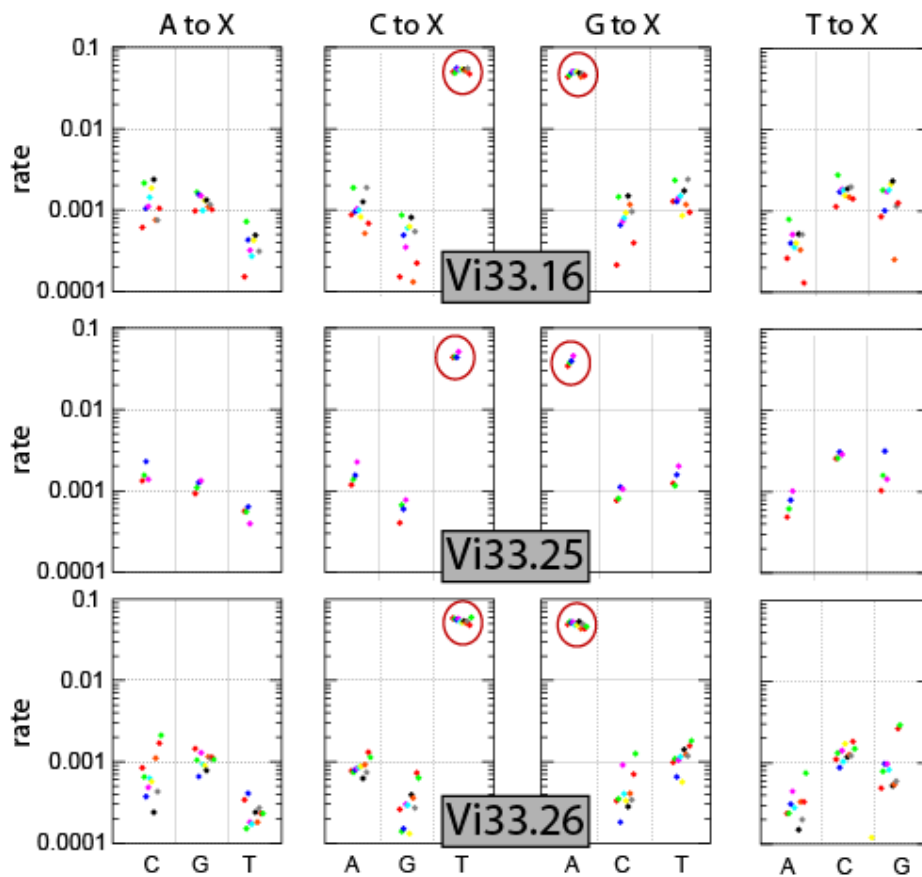 A to X C to X G to X T to X
0.1
0.01
rate
0.001
0.0001
Vi33.16
0.1
0.01
rate
0.001
0.0001
Vi33.25
0.1
0.01
rate
0.001
0.0001
Vi33.26
C G T A G T A C T A C G